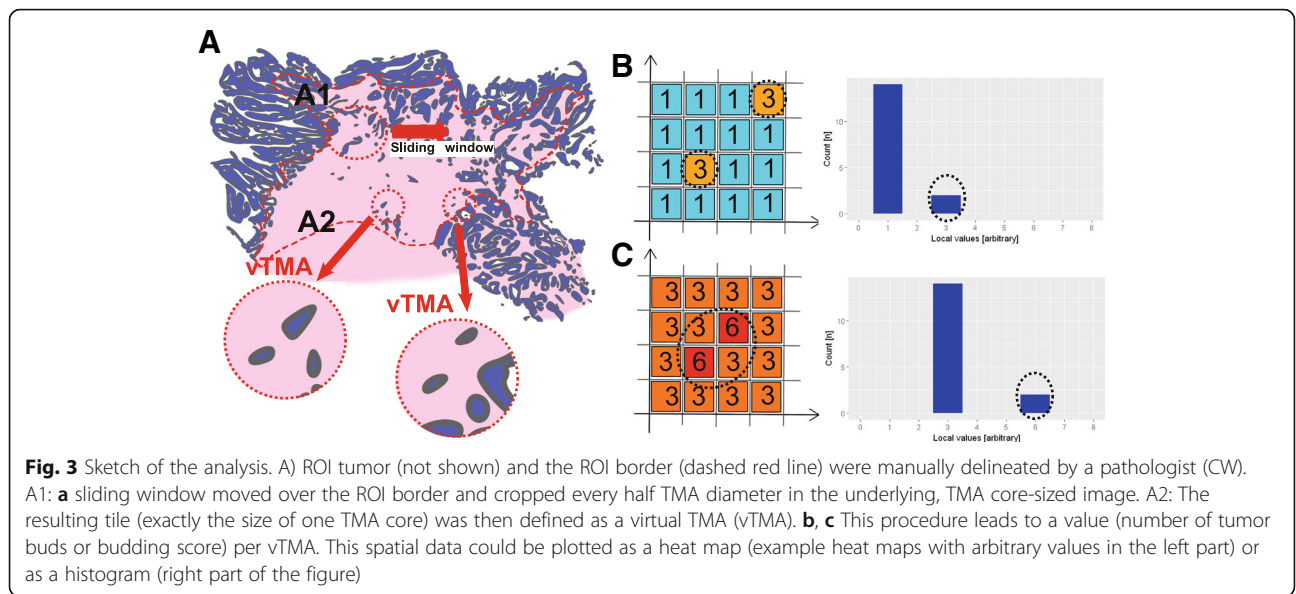 A
A1
Sliding window
A2
vTMA
vTMA
B
1 1 1 3
1 1 1 1
1 3 1 1
1 1 1 1
Count [n]
10
5
0
0 1 2 3 4 5 6 7 8
Local values [arbitrary]
C
3 3 3 3
3 3 6 3
3 6 3 3
3 3 3 3
Count [n]
10
5
0
0 1 2 3 4 5 6 7 8
Local values [arbitrary]
Fig. 3 Sketch of the analysis. A) ROI tumor (not shown) and the ROI border (dashed red line) were manually delineated by a pathologist (CW).
A1: a sliding window moved over the ROI border and cropped every half TMA diameter in the underlying, TMA core-sized image. A2: The
resulting tile (exactly the size of one TMA core) was then defined as a virtual TMA (vTMA). b, c This procedure leads to a value (number of tumor
buds or budding score) per vTMA. This spatial data could be plotted as a heat map (example heat maps with arbitrary values in the left part) or
as a histogram (right part of the figure)